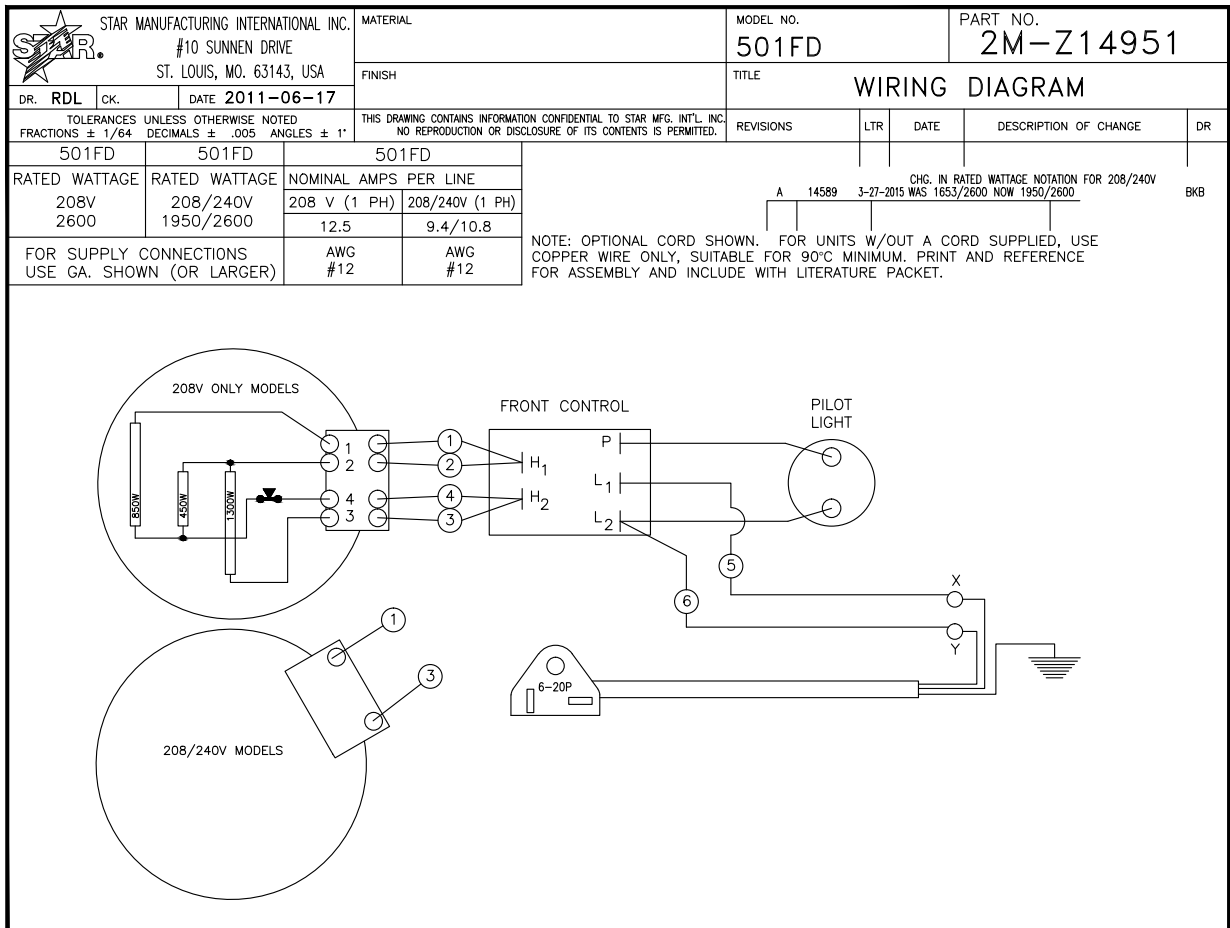 STAR®
STAR MANUFACTURING INTERNATIONAL INC.
#10 SUNNEN DRIVE
ST. LOUIS, MO. 63143, USA
DR. RDL
CK.
DATE 2011-06-17
MATERIAL
FINISH
MODEL NO.
501FD
PART NO.
2M-Z14951
TITLE
WIRING DIAGRAM
TOLERANCES UNLESS OTHERWISE NOTED
FRACTIONS ± 1/64 DECIMALS ± .005 ANGLES ± 1°
THIS DRAWING CONTAINS INFORMATION CONFIDENTIAL TO STAR MFG. INT'L. INC.
NO REPRODUCTION OR DISCLOSURE OF ITS CONTENTS IS PERMITTED.
REVISIONS
LTR
DATE
DESCRIPTION OF CHANGE
DR
501FD
501FD
501FD
RATED WATTAGE
208V
2600
RATED WATTAGE
208/240V
1950/2600
NOMINAL AMPS PER LINE
208 V (1 PH)
208/240V (1 PH)
12.5
9.4/10.8
FOR SUPPLY CONNECTIONS
USE GA. SHOWN (OR LARGER)
AWG
#12
AWG
#12
CHG. IN RATED WATTAGE NOTATION FOR 208/240V
A 14589 3-27-2015 WAS 1653/2600 NOW 1950/2600
BKB
NOTE: OPTIONAL CORD SHOWN. FOR UNITS W/OUT A CORD SUPPLIED, USE
COPPER WIRE ONLY, SUITABLE FOR 90°C MINIMUM. PRINT AND REFERENCE
FOR ASSEMBLY AND INCLUDE WITH LITERATURE PACKET.
208V ONLY MODELS
850W
450W
1300W
1
2
4
3
1
2
4
3
FRONT CONTROL
H1
H2
P
L1
L2
PILOT
LIGHT
5
6
X
Y
6-20P
1
3
208/240V MODELS